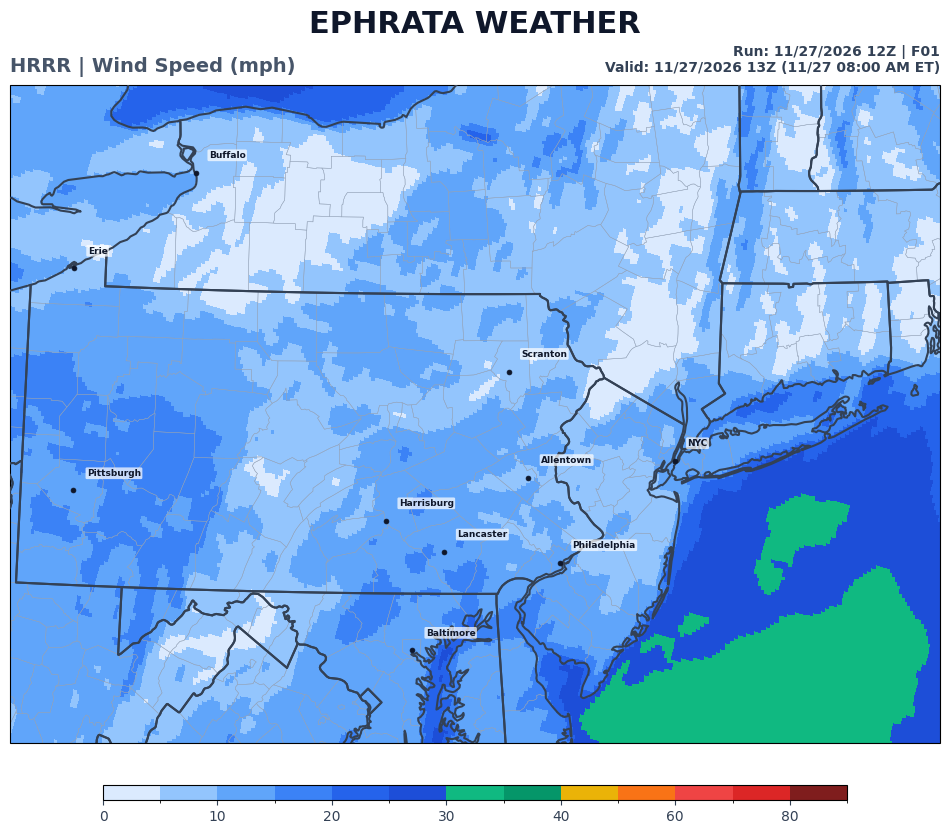 EPHRATA WEATHER
HRRR | Wind Speed (mph)
Run: 11/27/2026 12Z | F01
Valid: 11/27/2026 13Z (11/27 08:00 AM ET)
Buffalo
Erie
Scranton
NYC
Allentown
Pittsburgh
Harrisburg
Lancaster
Philadelphia
Baltimore
0 10 20 30 40 50 60 70 80